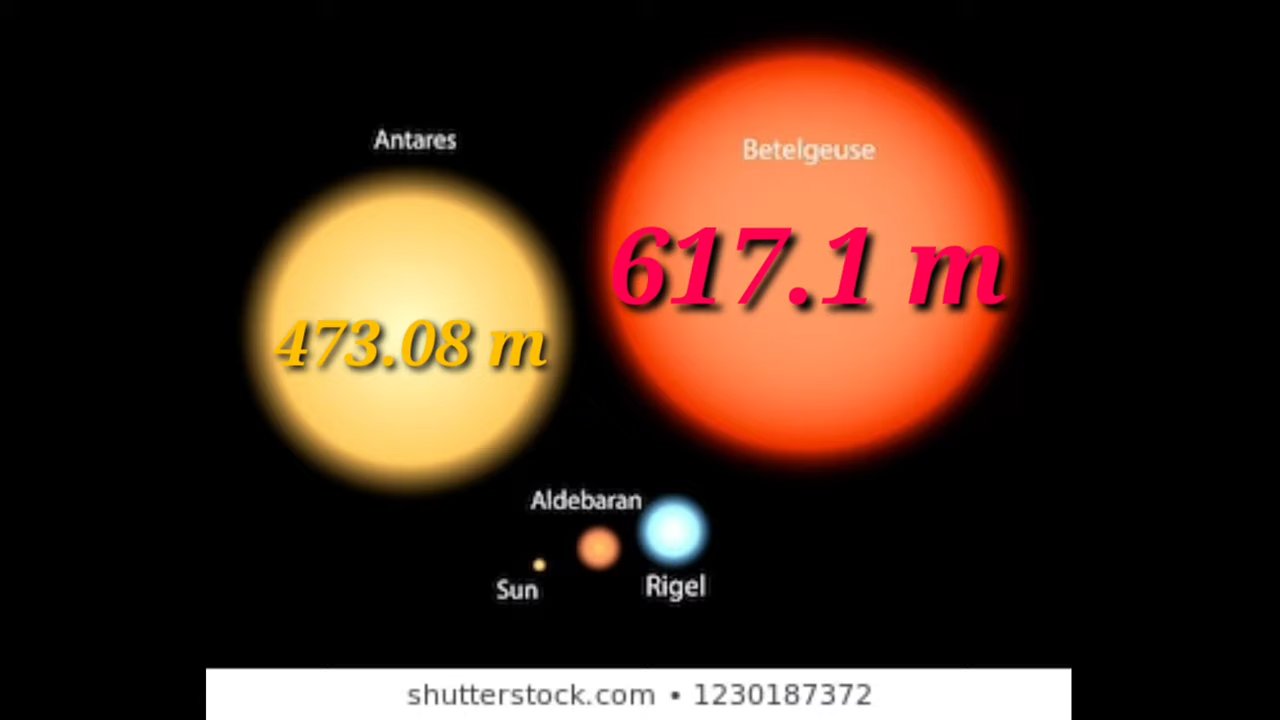 Antares
Betelgeuse
617.1 m
473.08 m
Aldebaran
Sun
Rigel
shutterstock.com • 1230187372